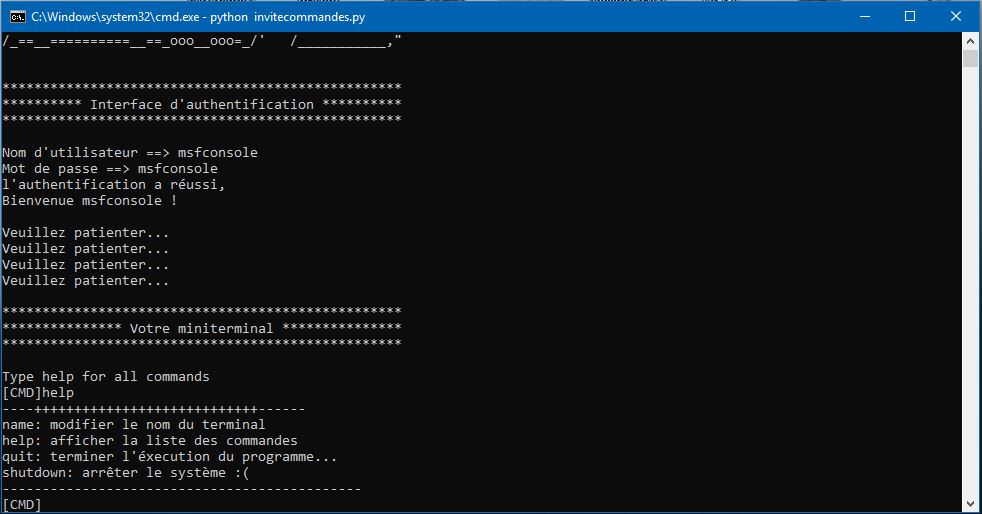 C:\Windows\system32\cmd.exe - python  invitecommandes.py
/_==__==========__==_ooo__ooo=_/'   /___________,"
**************************************************
********** Interface d'authentification **********
**************************************************
Nom d'utilisateur ==> msfconsole
Mot de passe ==> msfconsole
l'authentification a réussi,
Bienvenue msfconsole !
Veuillez patienter...
Veuillez patienter...
Veuillez patienter...
Veuillez patienter...
**************************************************
*************** Votre miniterminal ***************
**************************************************
Type help for all commands
[CMD]help
----++++++++++++++++++++++++++++------
name: modifier le nom du terminal
help: afficher la liste des commandes
quit: terminer l'éxecution du programme...
shutdown: arrêter le système :(
---------------------------------------------
[CMD]